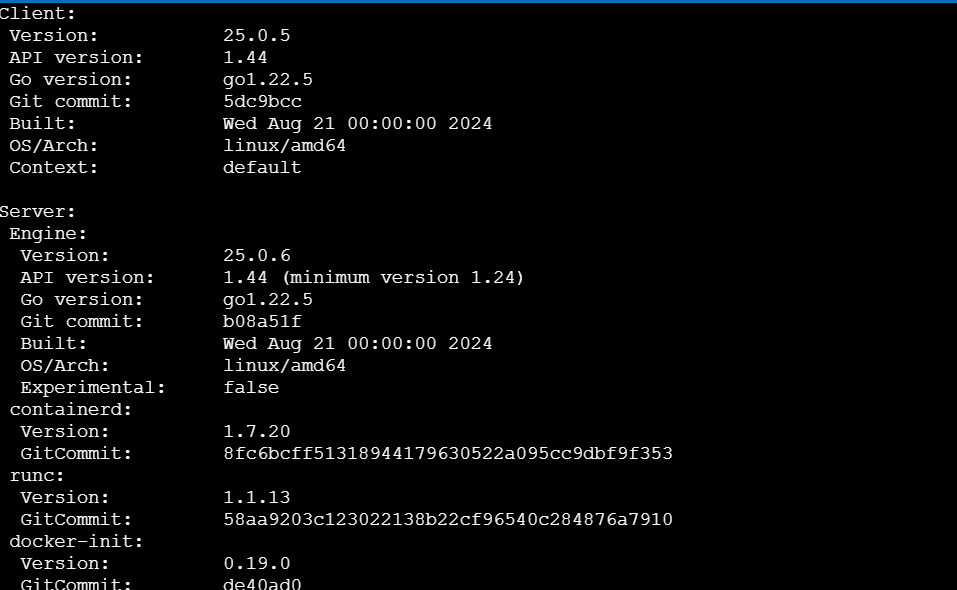 Client:
Version: 25.0.5
API version: 1.44
Go version: go1.22.5
Git commit: 5dc9bcc
Built: Wed Aug 21 00:00:00 2024
OS/Arch: linux/amd64
Context: default
Server:
Engine:
Version: 25.0.6
API version: 1.44 (minimum version 1.24)
Go version: go1.22.5
Git commit: b08a51f
Built: Wed Aug 21 00:00:00 2024
OS/Arch: linux/amd64
Experimental: false
containerd:
Version: 1.7.20
GitCommit: 8fc6bcff51318944179630522a095cc9dbf9f353
runc:
Version: 1.1.13
GitCommit: 58aa9203c123022138b22cf96540c284876a7910
docker-init:
Version: 0.19.0
GitCommit: de40ad0